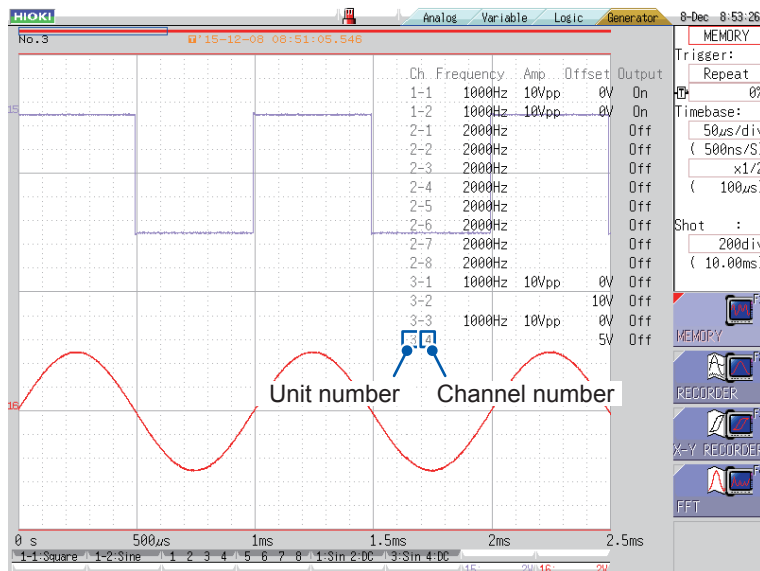 HIOKI Analog Variable Logic Generator 8-Dec 8:53:26
No.3 '15-12-08 08:51:05.546 MEMORY
Trigger:
Ch Frequency Amp Offset Output Repeat
1-1 1000Hz 10Vpp 0V On 0%
1-2 1000Hz 10Vpp 0V On Timebase:
15
2-1 2000Hz Off 50µs/div
2-2 2000Hz Off ( 500ns/S)
2-3 2000Hz Off x1/2
2-4 2000Hz Off ( 100µs)
2-5 2000Hz Off
2-6 2000Hz Off Shot :
2-7 2000Hz Off 200div
2-8 2000Hz Off ( 10.00ms)
3-1 1000Hz 10Vpp 0V Off
3-2 10V Off
3-3 1000Hz 10Vpp 0V Off
3-4 5V Off
MEMORY
Unit number Channel number
RECORDER
16
X-Y RECORDER
FFT
0 s 500µs 1ms 1.5ms 2ms 2.5ms
1-1:Square 1-2:Sine 1 2 3 4 5 6 7 8 1:Sin 2:DC 3:Sin 4:DC
15: 2V 16: 2V